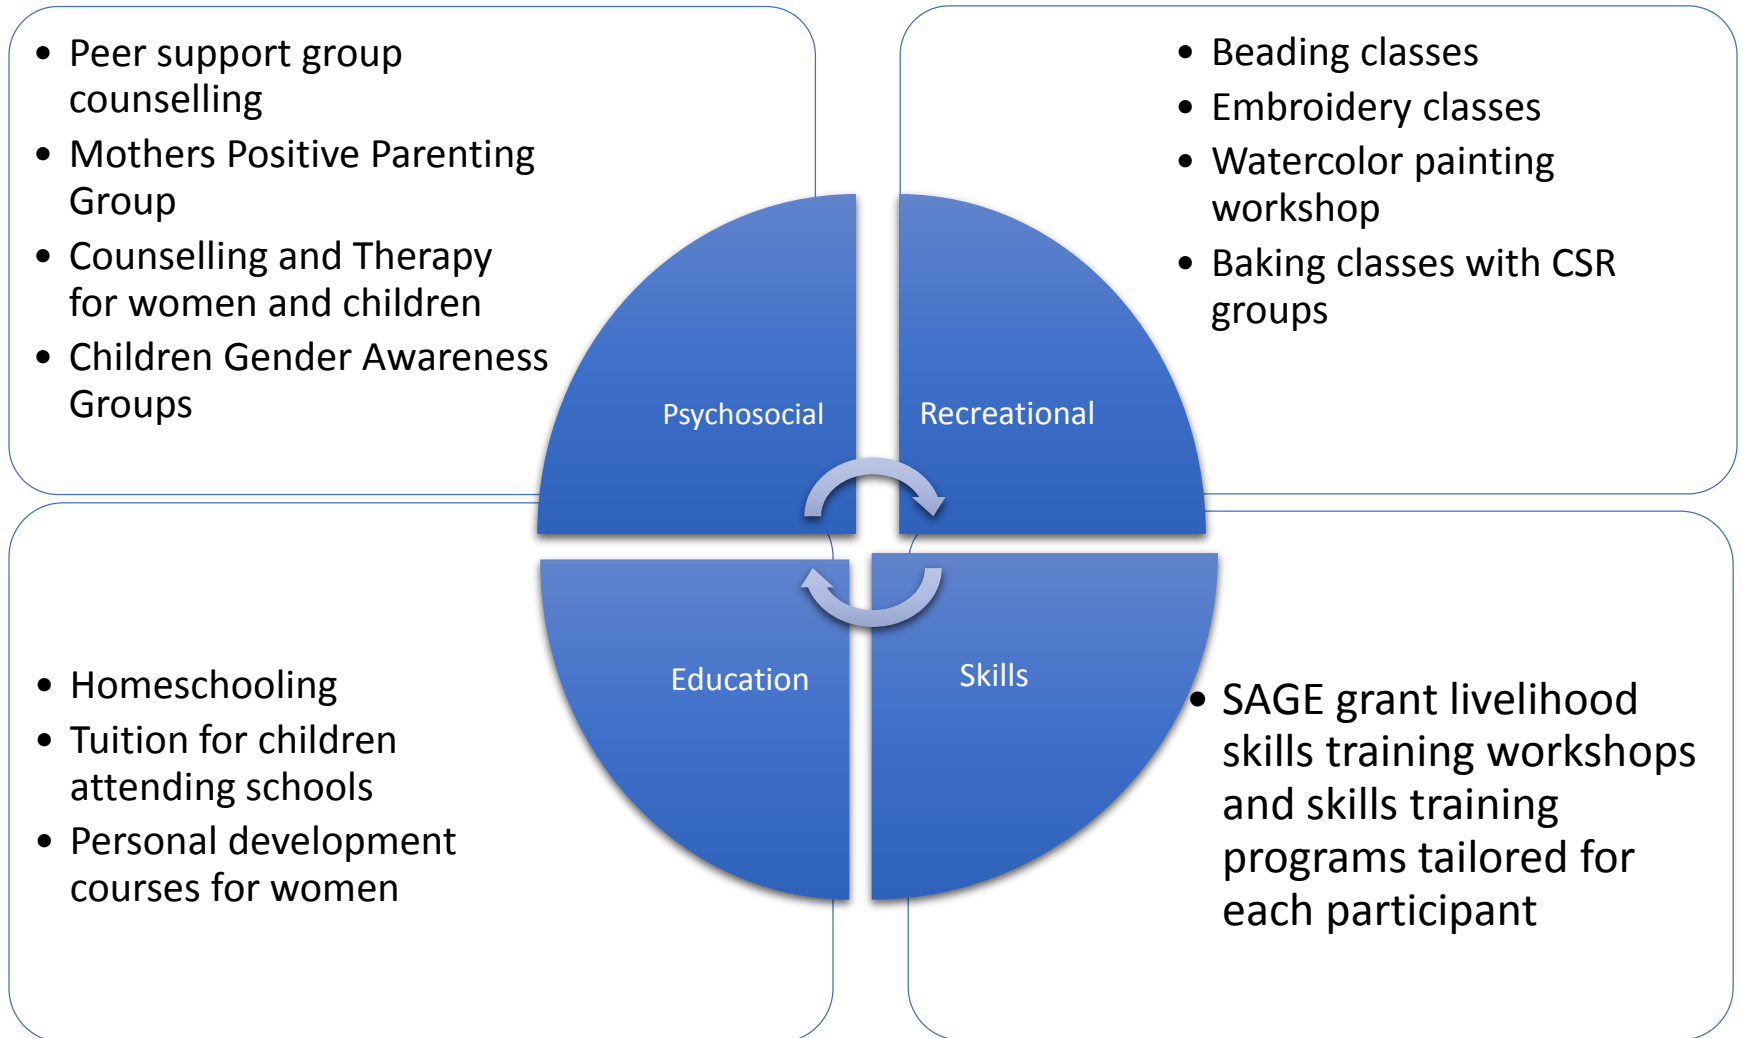 • Peer support group
counselling
• Mothers Positive Parenting
Group
• Counselling and Therapy
for women and children
• Children Gender Awareness
Groups
Psychosocial
• Beading classes
• Embroidery classes
• Watercolor painting
workshop
• Baking classes with CSR
groups
Recreational
• Homeschooling
• Tuition for children
attending schools
• Personal development
courses for women
Education
Skills
• SAGE grant livelihood
skills training workshops
and skills training
programs tailored for
each participant